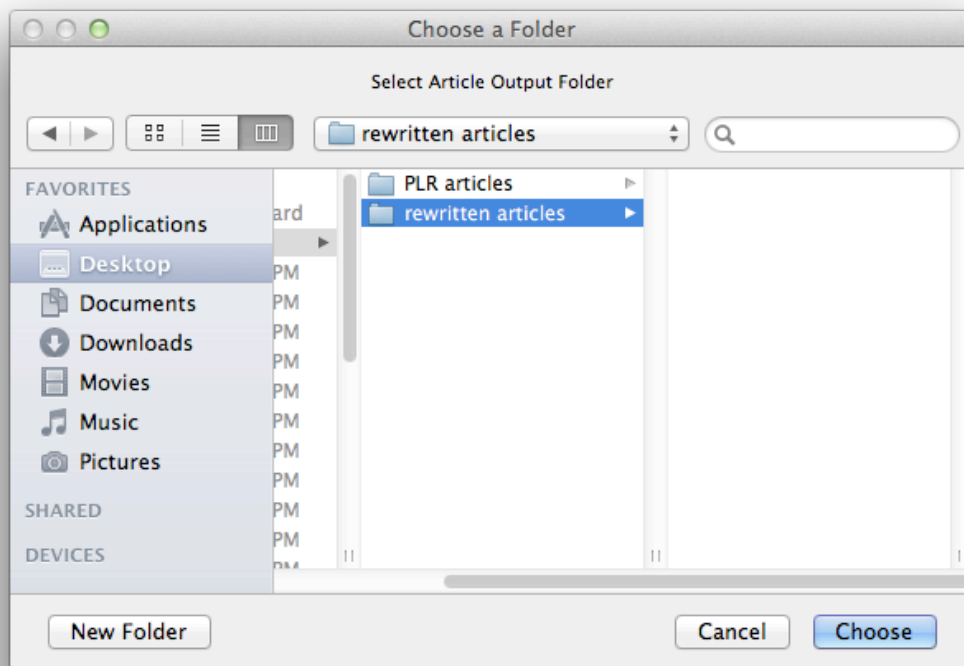 Choose a Folder
Select Article Output Folder
rewritten articles
FAVORITES
Applications
Desktop
Documents
Downloads
Movies
Music
Pictures
SHARED
DEVICES
ard
PM
PM
PM
PM
PM
PM
PM
PM
PM
PM
PM
PLR articles
rewritten articles
New Folder
Cancel
Choose